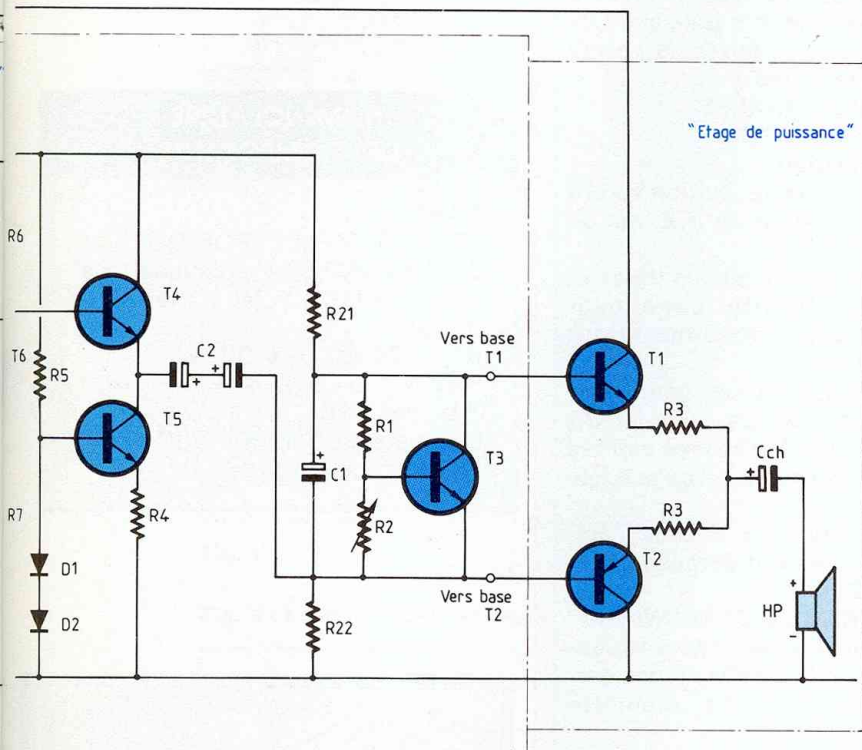 "Etage de puissance"
R6
T4
R21
C2
+
+
Vers base
T1
T1
T6
R5
R3
T5
R1
Cch
+
+
C1
T3
R7
R4
R2
R3
T2
D1
Vers base
T2
+
HP
-
D2
R22